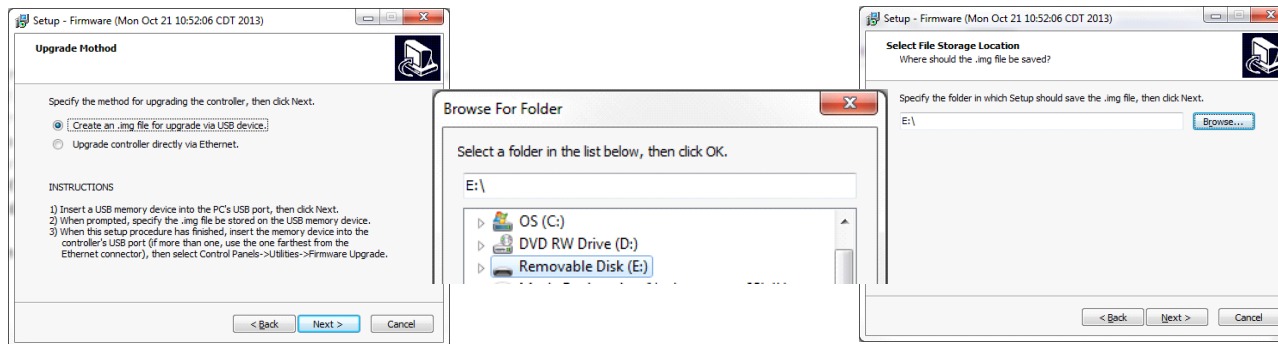 Setup - Firmware (Mon Oct 21 10:52:06 CDT 2013)
Upgrade Method
Specify the method for upgrading the controller, then click Next.
Create an .img file for upgrade via USB device.
Upgrade controller directly via Ethernet.
INSTRUCTIONS
1) Insert a USB memory device into the PC's USB port, then click Next.
2) When prompted, specify the .img file be stored on the USB memory device.
3) When this setup procedure has finished, insert the memory device into the
controller's USB port (if more than one, use the one farthest from the
Ethernet connector), then select Control Panels->Utilities->Firmware Upgrade.
< Back
Next >
Cancel
Browse For Folder
Select a folder in the list below, then click OK.
E:\
OS (C:)
DVD RW Drive (D:)
Removable Disk (E:)
Setup - Firmware (Mon Oct 21 10:52:06 CDT 2013)
Select File Storage Location
Where should the .img file be saved?
Specify the folder in which Setup should save the .img file, then click Next.
E:\
Browse...
< Back
Next >
Cancel